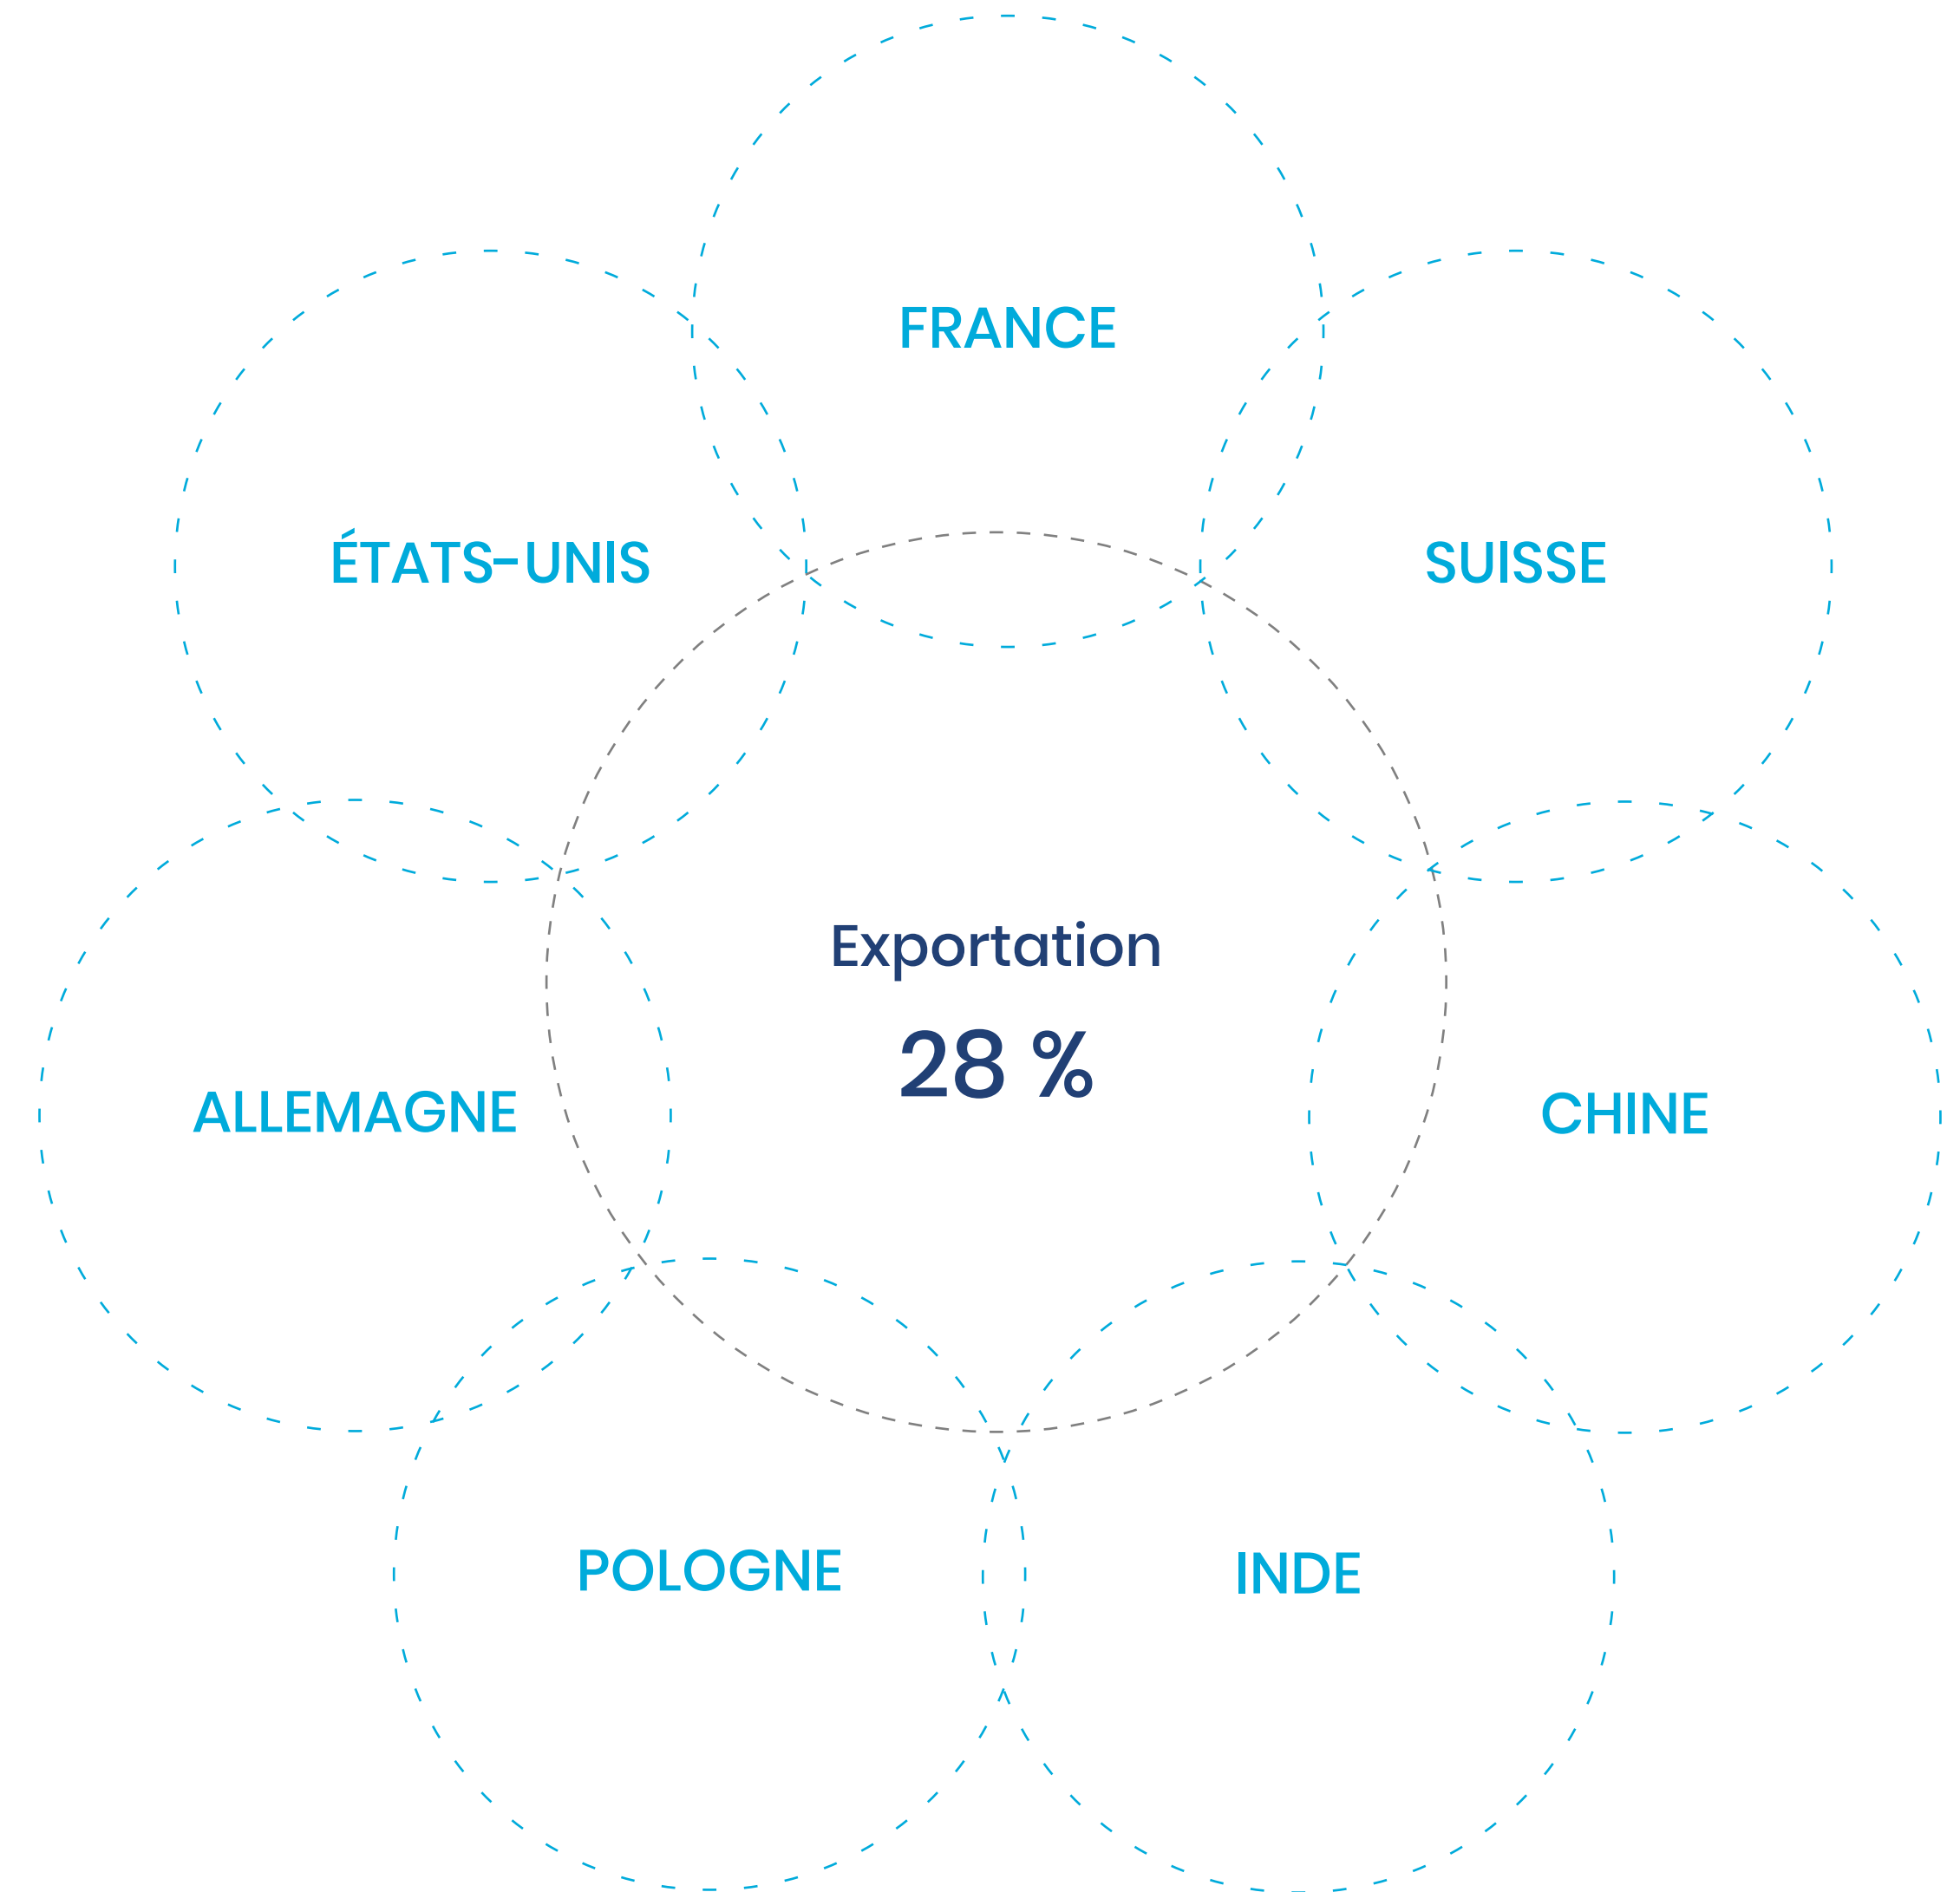 FRANCE
ÉTATS-UNIS
SUISSE
Exportation
28 %
ALLEMAGNE
CHINE
POLOGNE
INDE